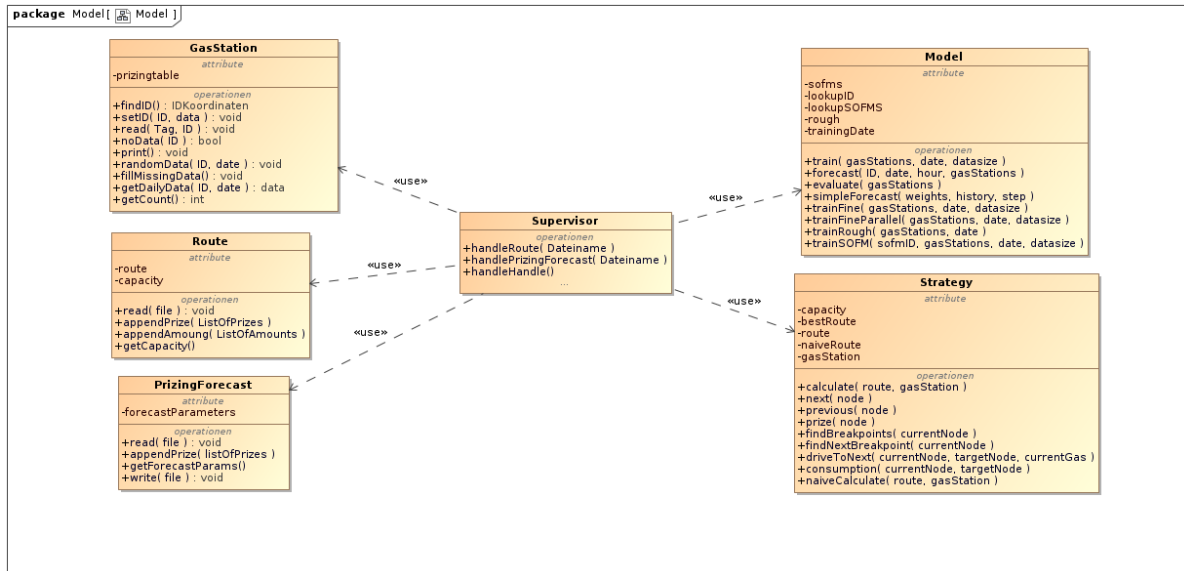 package Model[ Model ]
GasStation
attribute
-prizingtable
operationen
+findID() : IDKoordinaten
+setID( ID, data ) : void
+read( Tag, ID ) : void
+noData( ID ) : bool
+print() : void
+randomData( ID, date ) : void
+fillMissingData() : void
+getDailyData( ID, date ) : data
+getCount() : int
Route
attribute
-route
-capacity
operationen
+read( file ) : void
+appendPrize( ListOfPrizes )
+appendAmoung( ListOfAmounts )
+getCapacity()
PrizingForecast
attribute
-forecastParameters
operationen
+read( file ) : void
+appendPrize( listOfPrizes )
+getForecastParams()
+write( file ) : void
«use»
«use»
«use»
Supervisor
operationen
+handleRoute( Dateiname )
+handlePrizingForecast( Dateiname )
+handleHandle()
...
«use»
«use»
Model
attribute
-sofms
-lookupID
-lookupSOFMS
-rough
-trainingDate
operationen
+train( gasStations, date, datasize )
+forecast( ID, date, hour, gasStations )
+evaluate( gasStations )
+simpleForecast( weights, history, step )
+trainFine( gasStations, date, datasize )
+trainFineParallel( gasStations, date, datasize )
+trainRough( gasStations, date )
+trainSOFM( sofmID, gasStations, date, datasize )
Strategy
attribute
-capacity
-bestRoute
-route
-naiveRoute
-gasStation
operationen
+calculate( route, gasStation )
+next( node )
+previous( node )
+prize( node )
+findBreakpoints( currentNode )
+findNextBreakpoint( currentNode )
+driveToNext( currentNode, targetNode, currentGas )
+consumption( currentNode, targetNode )
+naiveCalculate( route, gasStation )